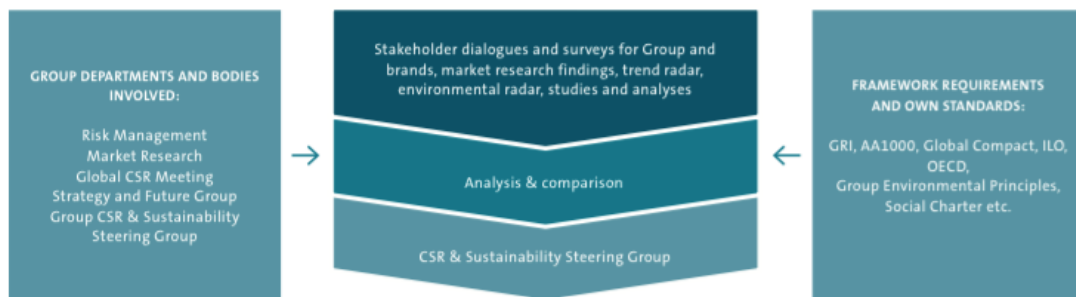 GROUP DEPARTMENTS AND BODIES
INVOLVED:
Risk Management
Market Research
Global CSR Meeting
Strategy and Future Group
Group CSR & Sustainability
Steering Group
Stakeholder dialogues and surveys for Group and
brands, market research findings, trend radar,
environmental radar, studies and analyses
Analysis & comparison
CSR & Sustainability Steering Group
FRAMEWORK REQUIREMENTS
AND OWN STANDARDS:
GRI, AA1000, Global Compact, ILO,
OECD,
Group Environmental Principles,
Social Charter etc.